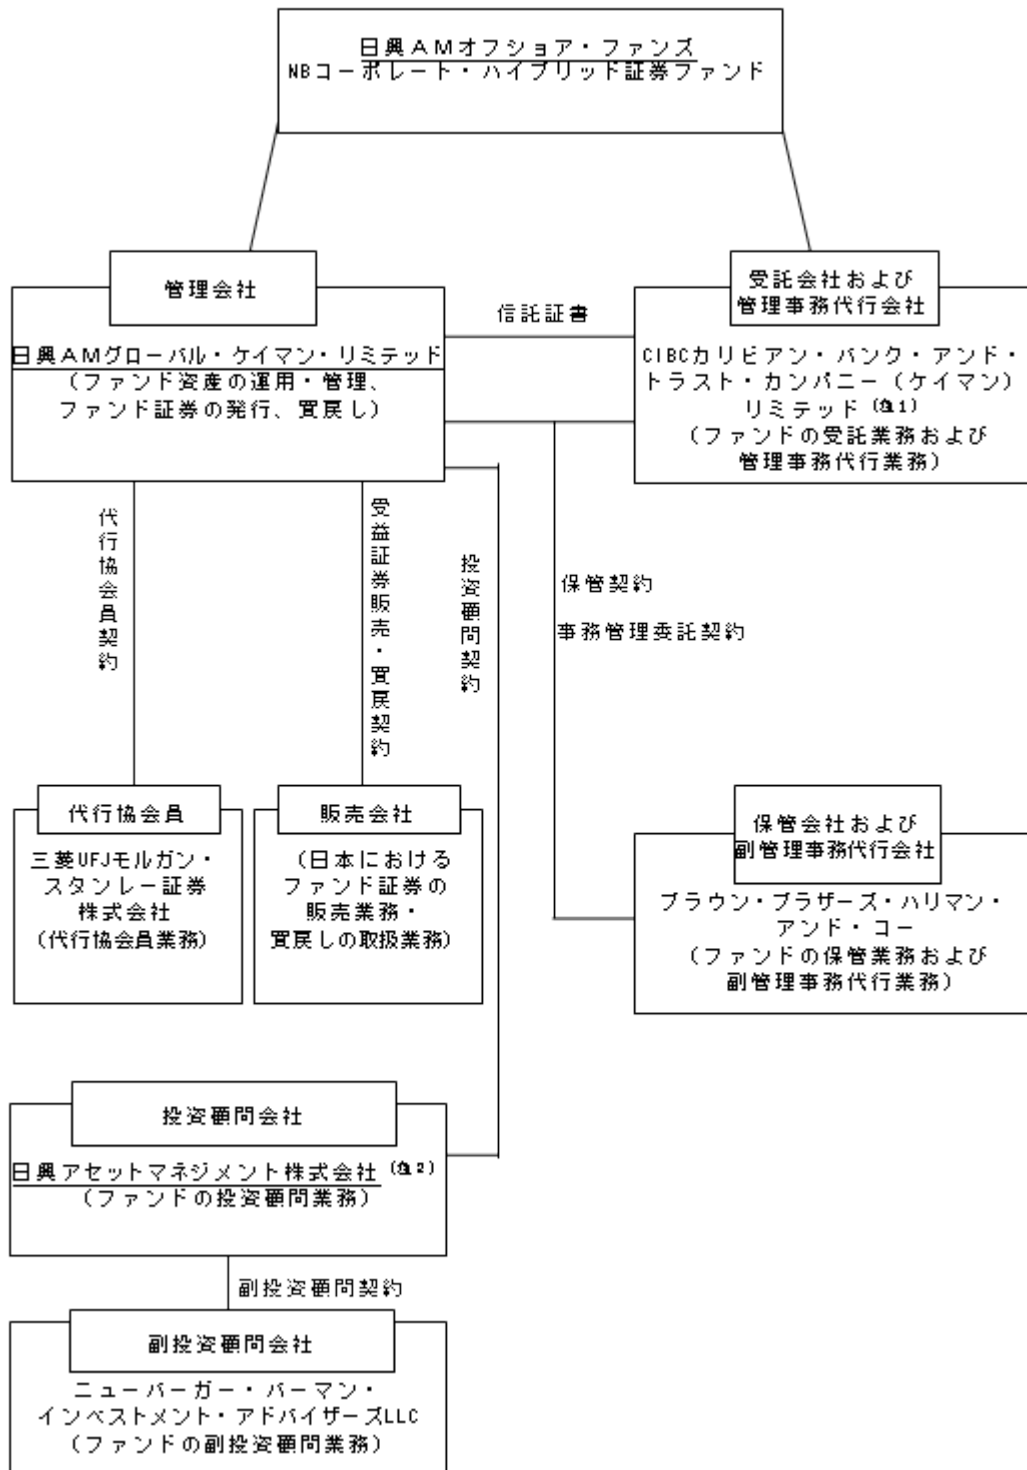 日興AMオフショア・ファンズ
NBコーポレート・ハイブリッド証券ファンド
管理会社
日興AMグローバル・ケイマン・リミテッド
(ファンド資産の運用・管理、
ファンド証券の発行、買戻し)
信託証書
受託会社および
管理事務代行会社
CIBCカリビアン・バンク・アンド・
トラスト・カンパニー(ケイマン)
リミテッド(注1)
(ファンドの受託業務および
管理事務代行業務)
代行協会員契約
受益証券販売・買戻契約
投資顧問契約
保管契約
事務管理委託契約
代行協会員
三菱UFJモルガン・
スタンレー証券
株式会社
(代行協会員業務)
販売会社
(日本における
ファンド証券の
販売業務・
買戻しの取扱業務)
保管会社および
副管理事務代行会社
ブラウン・ブラザーズ・ハリマン・
アンド・コー
(ファンドの保管業務および
副管理事務代行業務)
投資顧問会社
日興アセットマネジメント株式会社(注2)
(ファンドの投資顧問業務)
副投資顧問契約
副投資顧問会社
ニューバーガー・バーマン・
インベストメント・アドバイザーズLLC
(ファンドの副投資顧問業務)